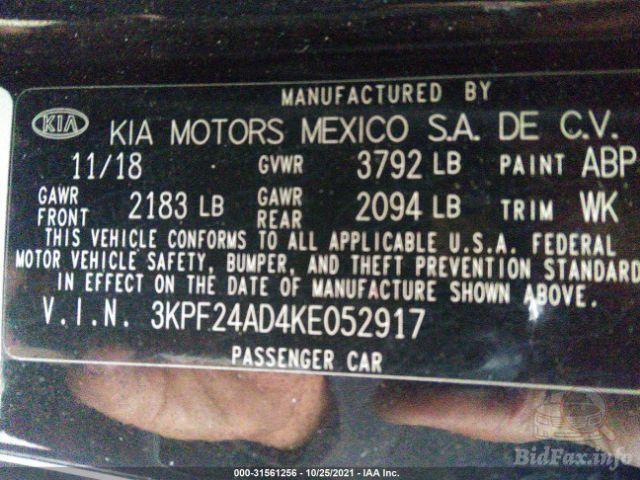 MANUFACTURED BY
KIA KIA MOTORS MEXICO S.A. DE C.V.
11/18 GVWR 3792 LB PAINT ABP
GAWR FRONT 2183 LB GAWR REAR 2094 LB TRIM WK
THIS VEHICLE CONFORMS TO ALL APPLICABLE U.S.A. FEDERAL
MOTOR VEHICLE SAFETY, BUMPER, AND THEFT PREVENTION STANDARD
IN EFFECT ON THE DATE OF MANUFACTURE SHOWN ABOVE.
V.I.N. 3KPF24AD4KE052917
PASSENGER CAR
000-31561256 - 10/25/2021 - IAA Inc.
BidFax.info